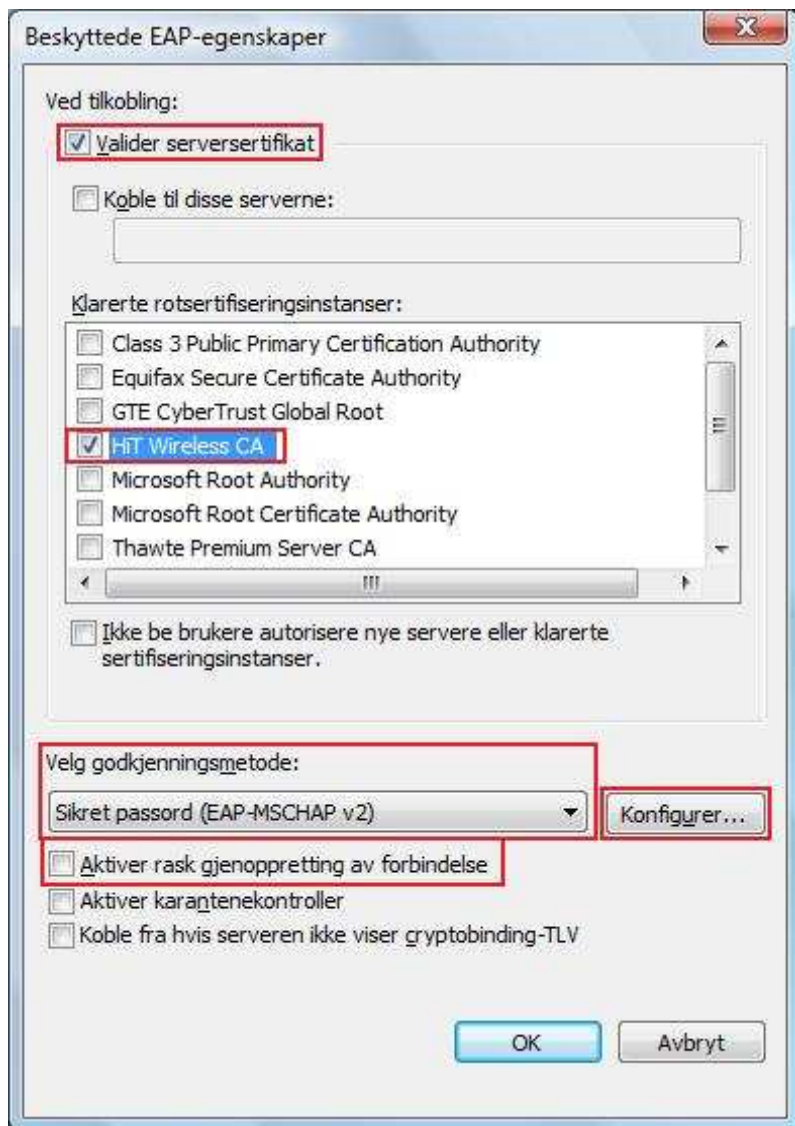 Beskyttede EAP-egenskaper
Ved tilkobling:
Valider serversertifikat
Koble til disse serverne:
Klarerte rotsertifiseringsinstanser:
Class 3 Public Primary Certification Authority
Equifax Secure Certificate Authority
GTE CyberTrust Global Root
HiT Wireless CA
Microsoft Root Authority
Microsoft Root Certificate Authority
Thawte Premium Server CA
Ikke be brukere autorisere nye servere eller klarerte
sertifiseringsinstanser.
Velg godkjenningsmetode:
Sikret passord (EAP-MSCHAP v2)
Konfigurer...
Aktiver rask gjenoppretting av forbindelse
Aktiver karantenekontroller
Koble fra hvis serveren ikke viser cryptobinding-TLV
OK
Avbryt